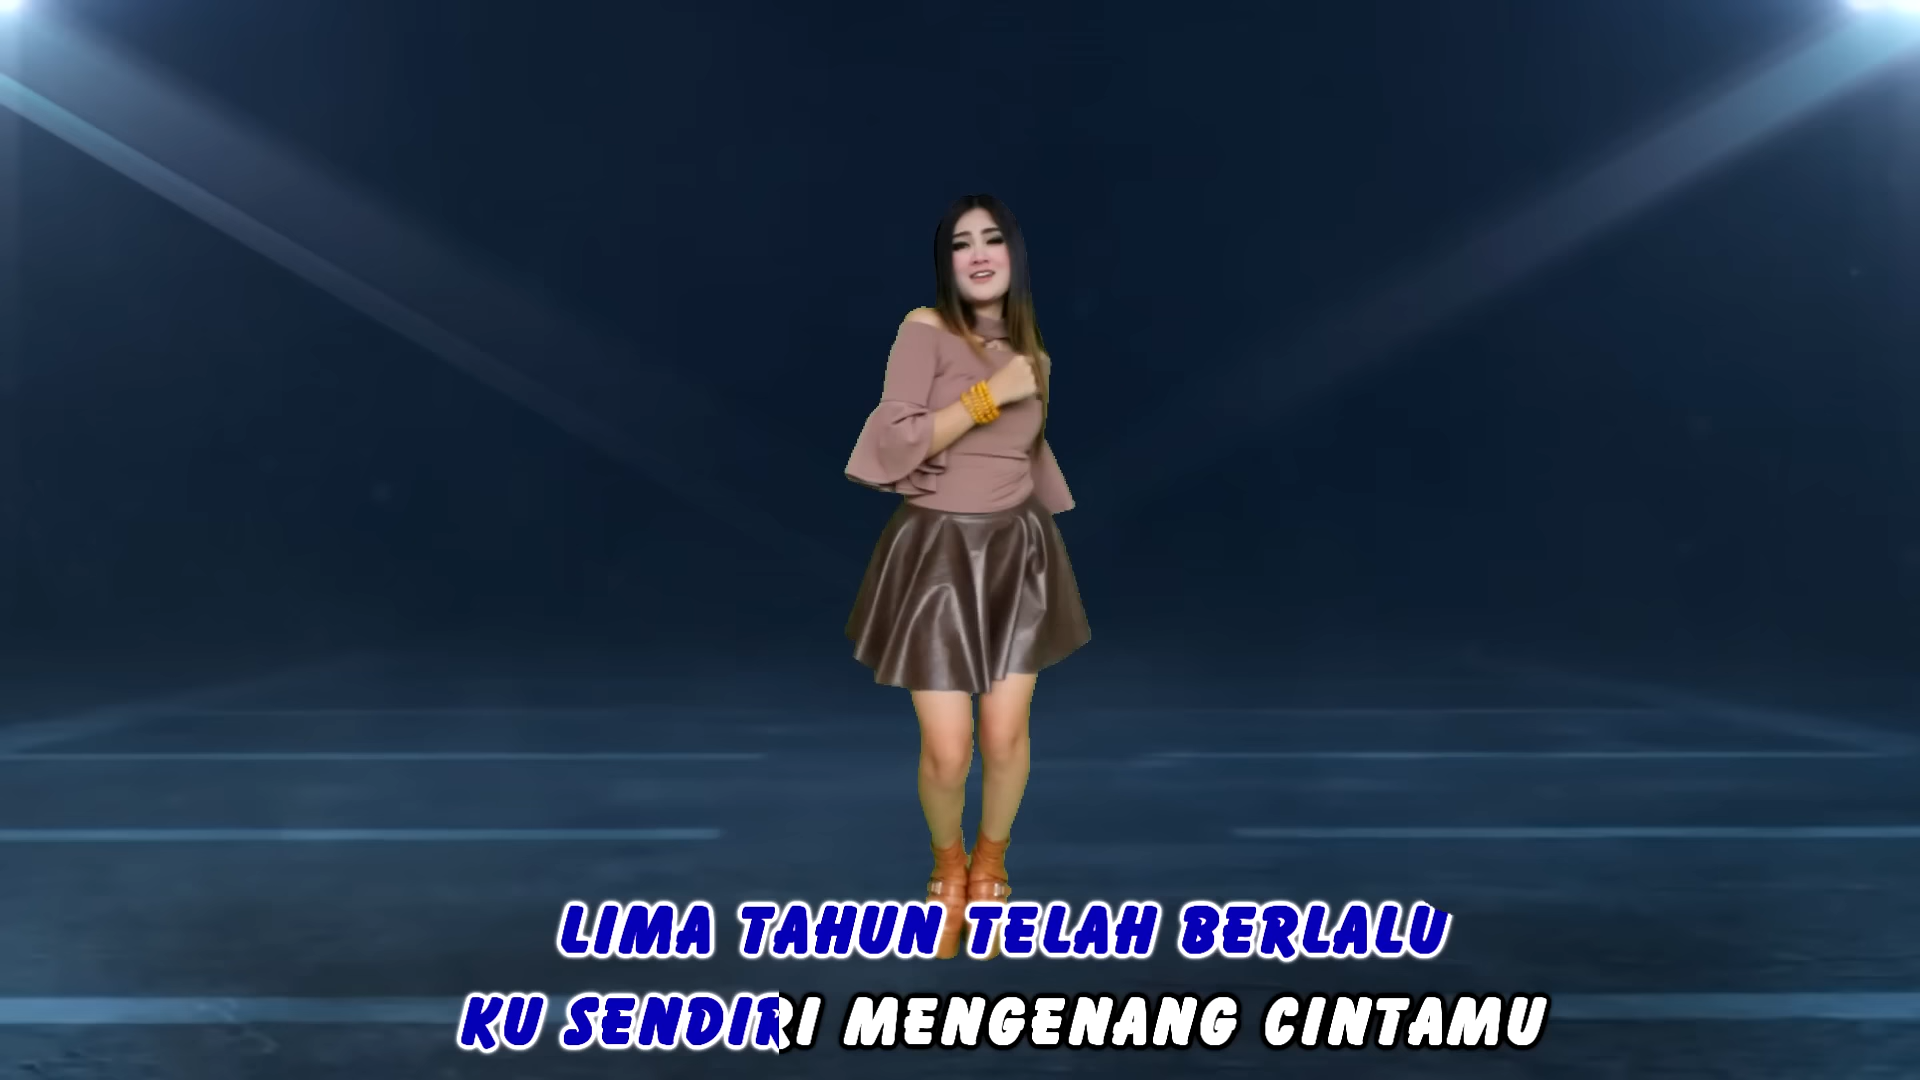 LIMA TAHUN TELAH BERLALU
KU SENDIRI MENGENANG CINTAMU